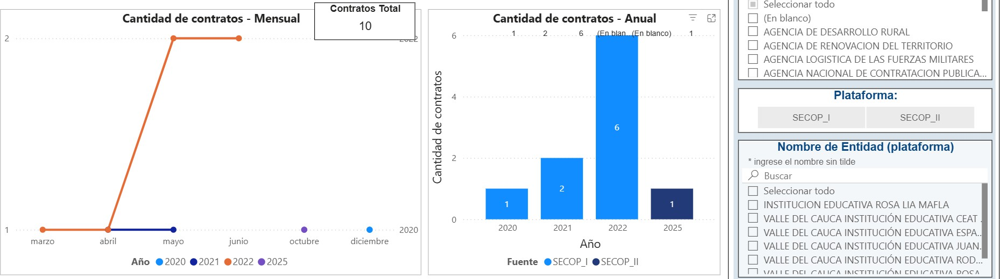 Cantidad de contratos - Mensual
Contratos Total
10
2
2022
1
2020
marzo abril mayo junio octubre diciembre
Año 2020 2021 2022 2025
Cantidad de contratos - Anual
1 2 6 (En blan... (En blanco) 1
Cantidad de contratos
6
4
2
0
1
2
6
1
2020 2021 2022 2025
Año
Fuente SECOP_I SECOP_II
Seleccionar todo
(En blanco)
AGENCIA DE DESARROLLO RURAL
AGENCIA DE RENOVACION DEL TERRITORIO
AGENCIA LOGISTICA DE LAS FUERZAS MILITARES
AGENCIA NACIONAL DE CONTRATACION PUBLICA...
Plataforma:
SECOP_I SECOP_II
Nombre de Entidad (plataforma)
* ingrese el nombre sin tilde
Buscar
Seleccionar todo
INSTITUCION EDUCATIVA ROSA LIA MAFLA
VALLE DEL CAUCA INSTITUCIÓN EDUCATIVA CEAT ...
VALLE DEL CAUCA INSTITUCIÓN EDUCATIVA ESPA...
VALLE DEL CAUCA INSTITUCIÓN EDUCATIVA JUAN...
VALLE DEL CAUCA INSTITUCIÓN EDUCATIVA ROD...
VALLE DEL CAUCA INSTITUCIÓN EDUCATIVA ROSA